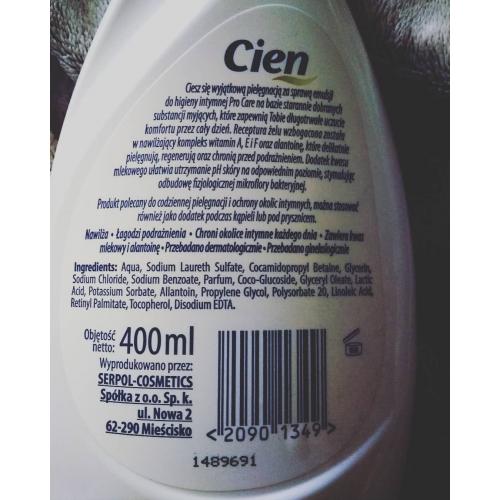 Cien
Ciesz się wyjątkową pielęgnacją za sprawą emulsji
do higieny intymnej Pro Care na bazie starannie dobranych
substancji myjących, które zapewnią Tobie długotrwałe uczucie
komfortu przez cały dzień. Receptura żelu wzbogacona została
w nawilżający kompleks witamin A, E i F oraz alantoinę, które delikatnie
pielęgnują, regenerują oraz chronią przed podrażnieniem. Dodatek kwasu
mlekowego ułatwia utrzymanie pH skóry na odpowiednim poziomie, stymulując
odbudowę fizjologicznej mikroflory bakteryjnej.
Produkt polecany do codziennej pielęgnacji i ochrony okolic intymnych, można stosować
również jako dodatek podczas kąpieli lub pod prysznicem.
Nawilża • Łagodzi podrażnienia • Chroni okolice intymne każdego dnia • Zawiera kwas
mlekowy i alantoinę • Przebadano dermatologicznie • Przebadano ginekologicznie
Ingredients: Aqua, Sodium Laureth Sulfate, Cocamidopropyl Betaine, Glycerin,
Sodium Chloride, Sodium Benzoate, Parfum, Coco-Glucoside, Glyceryl Oleate, Lactic
Acid, Potassium Sorbate, Allantoin, Propylene Glycol, Polysorbate 20, Linoleic Acid,
Retinyl Palmitate, Tocopherol, Disodium EDTA.
Objętość
netto: 400 ml
Wyprodukowano przez:
SERPOL-COSMETICS
Spółka z o.o. Sp. k.
ul. Nowa 2
62-290 Mieścisko
< 2090 1349 >
1489691